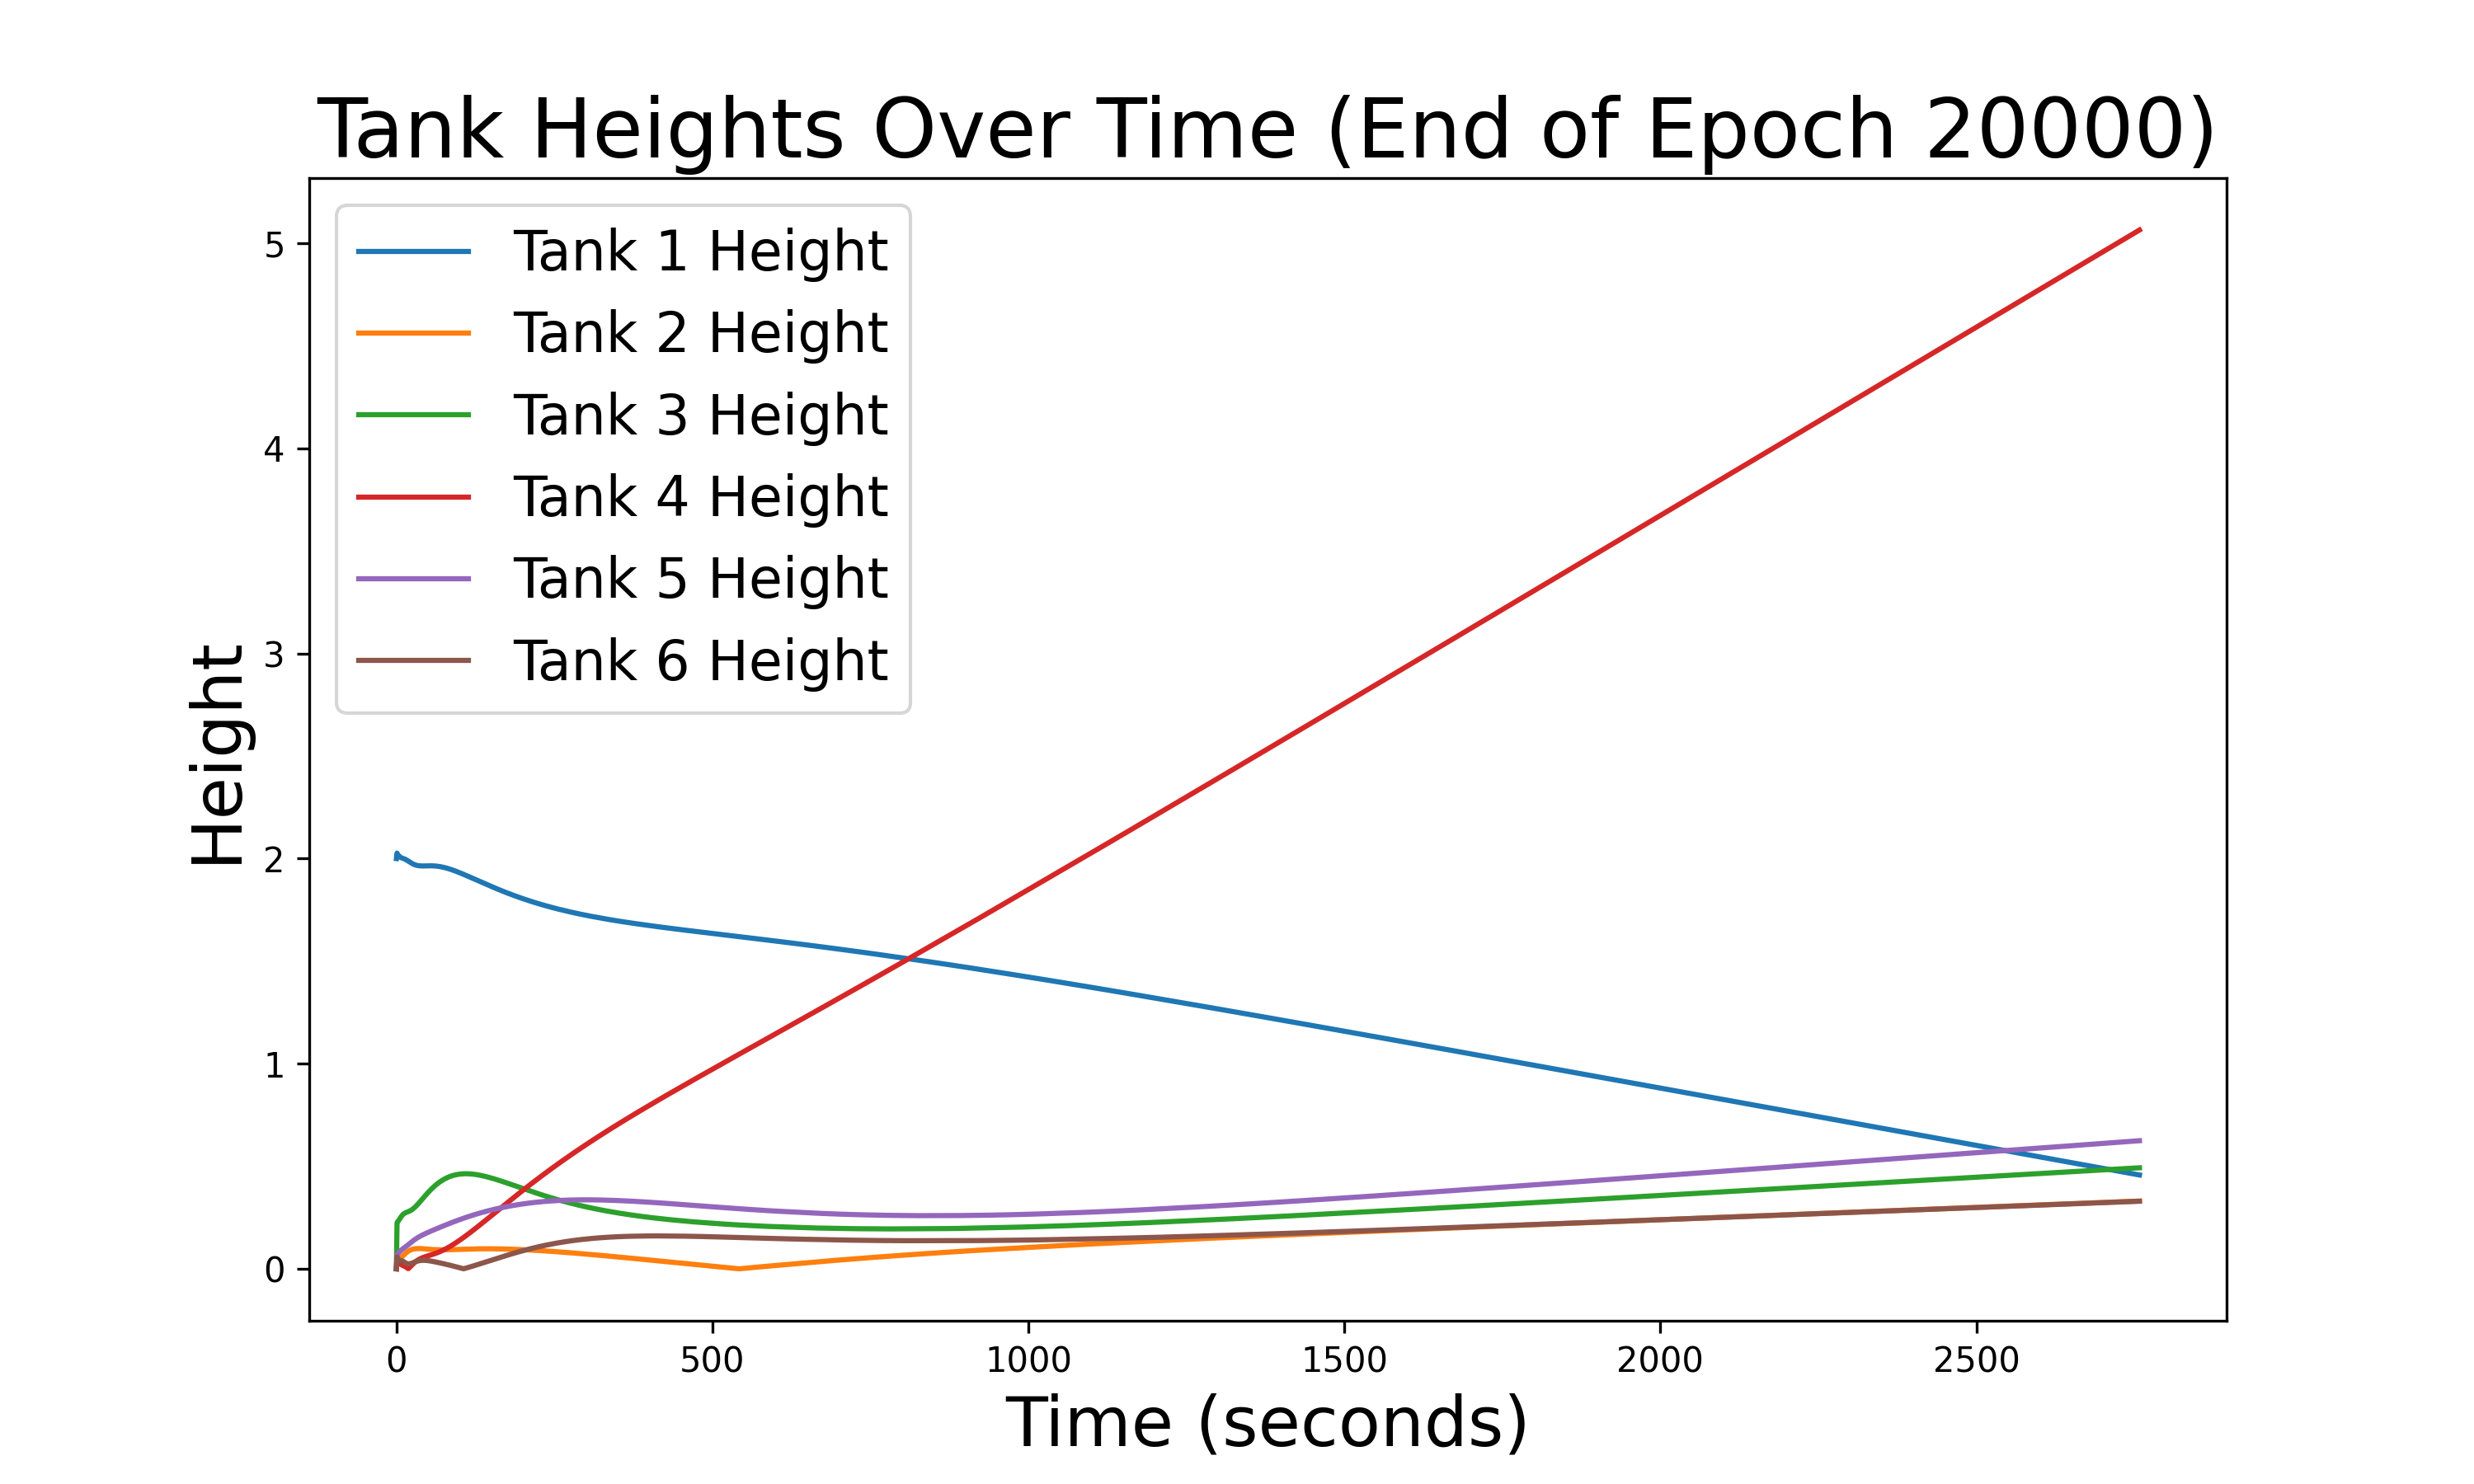 Tank Heights Over Time (End of Epoch 20000)
Tank 1 Height
Tank 2 Height
Tank 3 Height
Tank 4 Height
Tank 5 Height
Tank 6 Height
Height
5
4
3
2
1
0
0 500 1000 1500 2000 2500
Time (seconds)